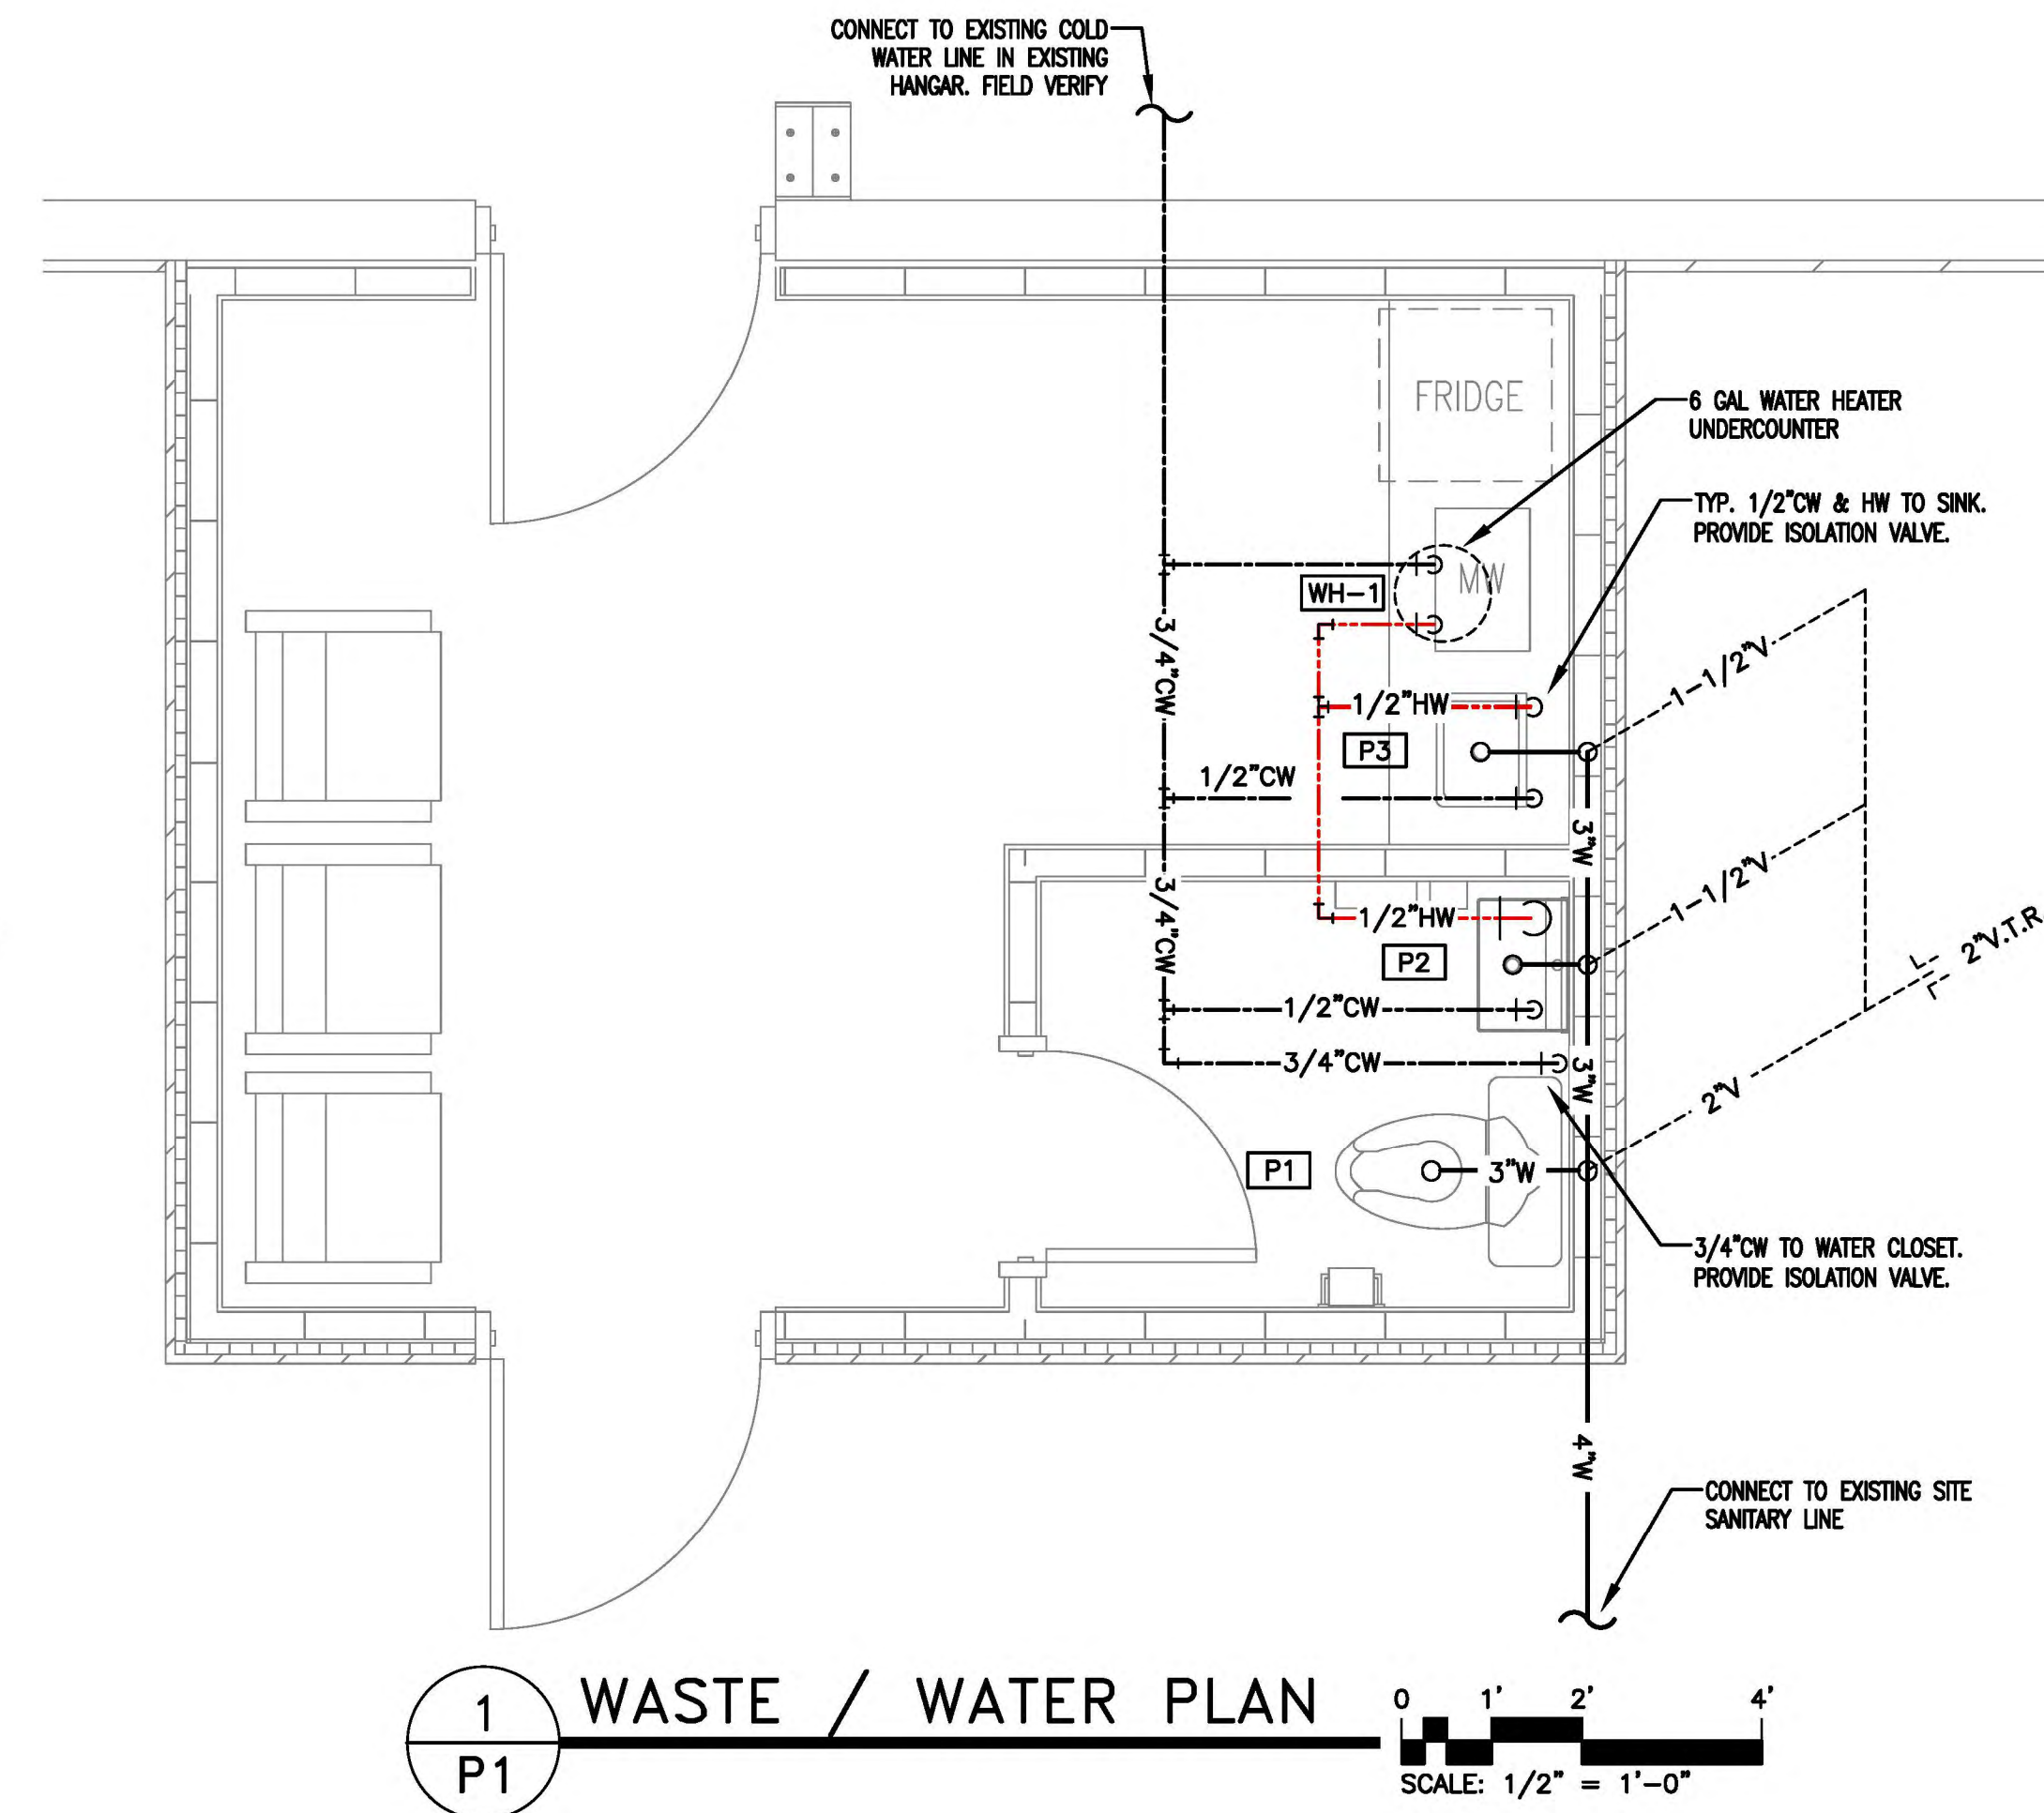 CONNECT TO EXISTING COLD
WATER LINE IN EXISTING
HANGAR. FIELD VERIFY
FRIDGE
6 GAL WATER HEATER
UNDERCOUNTER
TYP. 1/2"CW & HW TO SINK.
PROVIDE ISOLATION VALVE.
WH-1
MW
3/4"CW
1/2"HW
P3
1/2"CW
1-1/2"V
3"W
3/4"CW
1/2"HW
P2
1-1/2"V
2"V.T.R
1/2"CW
3/4"CW
3"W
2"V
P1
3"W
3/4"CW TO WATER CLOSET.
PROVIDE ISOLATION VALVE.
4"W
CONNECT TO EXISTING SITE
SANITARY LINE
1
P1
WASTE / WATER PLAN
0 1' 2' 4'
SCALE: 1/2" = 1'-0"